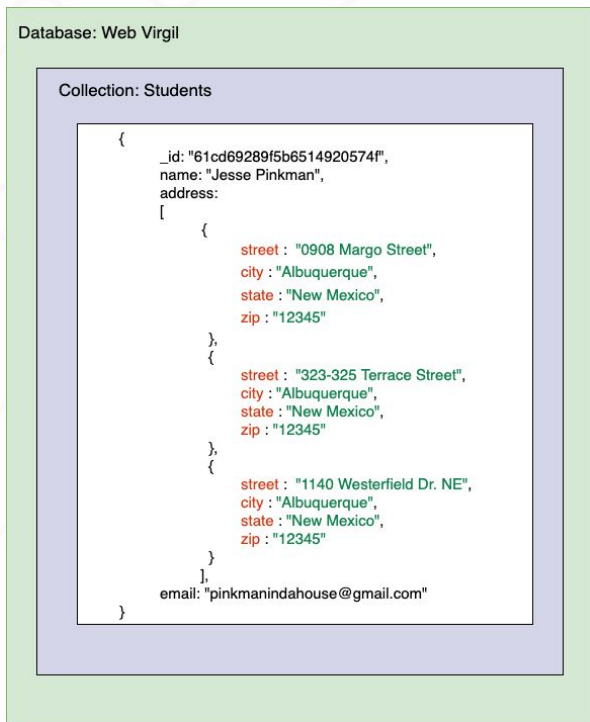 Database: Web Virgil
Collection: Students
{
_id: "61cd69289f5b6514920574f",
name: "Jesse Pinkman",
address:
[
{
street : "0908 Margo Street",
city : "Albuquerque",
state : "New Mexico",
zip : "12345"
},
{
street : "323-325 Terrace Street",
city : "Albuquerque",
state : "New Mexico",
zip : "12345"
},
{
street : "1140 Westerfield Dr. NE",
city : "Albuquerque",
state : "New Mexico",
zip : "12345"
}
],
email: "pinkmanindahouse@gmail.com"
}